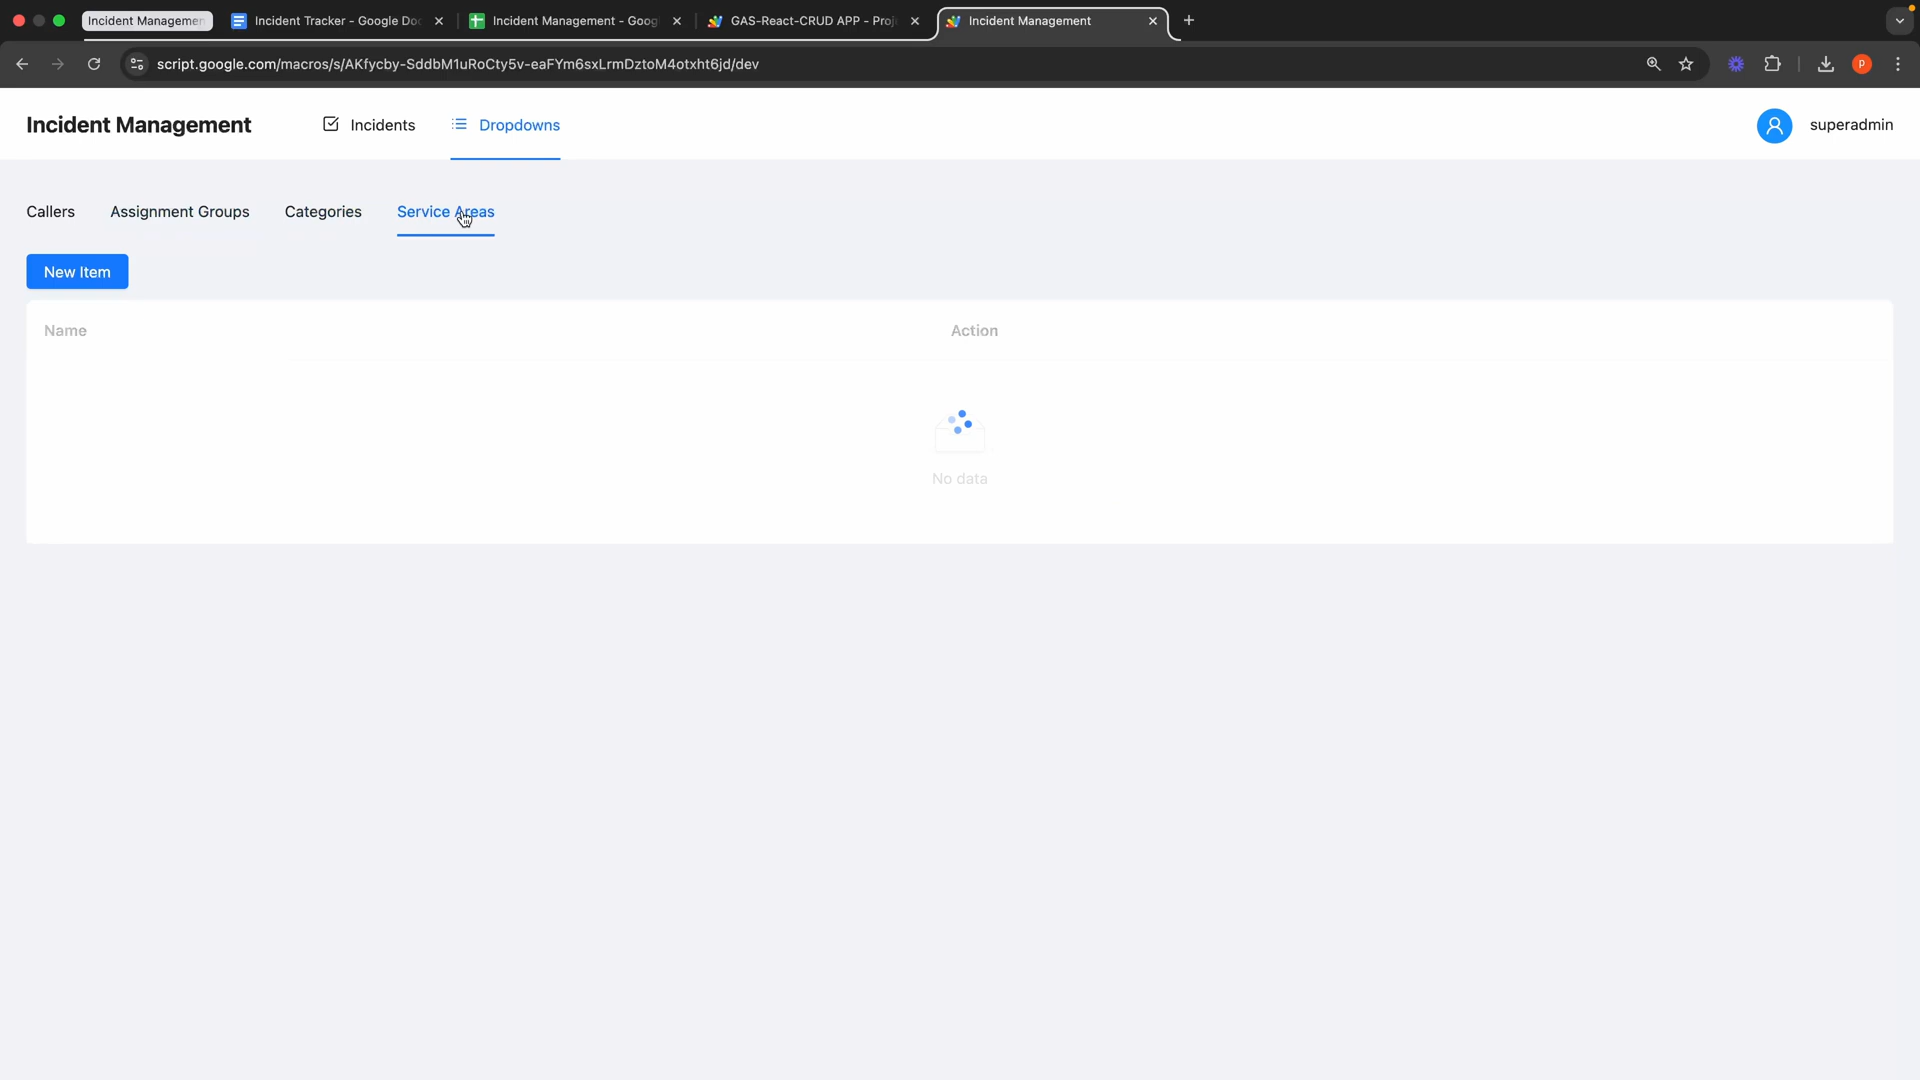 Incident Managemen
Incident Tracker - Google Do
Incident Management - Goog
GAS-React-CRUD APP - Proj
Incident Management
script.google.com/macros/s/AKfycby-SddbM1uRoCty5v-eaFYm6sxLrmDztoM4otxht6jd/dev
P
Incident Management
Incidents
Dropdowns
superadmin
Callers
Assignment Groups
Categories
Service Areas
New Item
Name
Action
No data